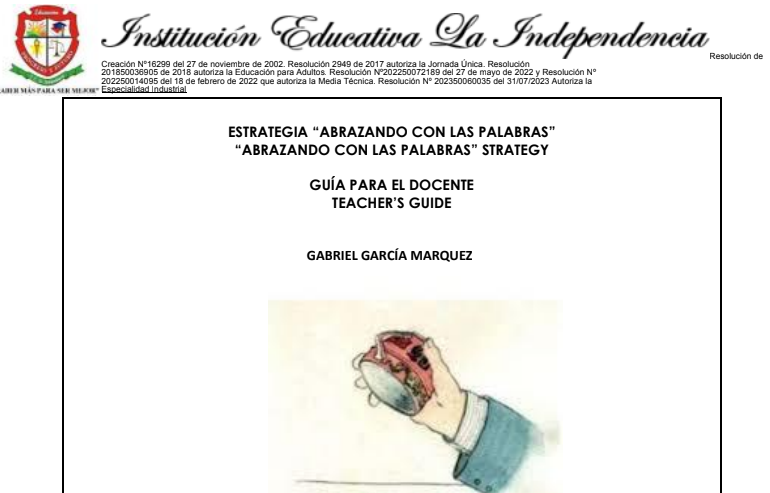 Institución Educativa La Independencia
Resolución de
Creación N°16299 del 27 de noviembre de 2002. Resolución 2949 de 2017 autoriza la Jornada Única. Resolución
201850036905 de 2018 autoriza la Educación para Adultos. Resolución N°202250072189 del 27 de mayo de 2022 y Resolución N°
202250014095 del 18 de febrero de 2022 que autoriza la Media Técnica. Resolución N° 202350060035 del 31/07/2023 Autoriza la
Especialidad Industrial
SABER MÁS PARA SER MEJOR"
ESTRATEGIA “ABRAZANDO CON LAS PALABRAS”
“ABRAZANDO CON LAS PALABRAS” STRATEGY
GUÍA PARA EL DOCENTE
TEACHER’S GUIDE
GABRIEL GARCÍA MARQUEZ